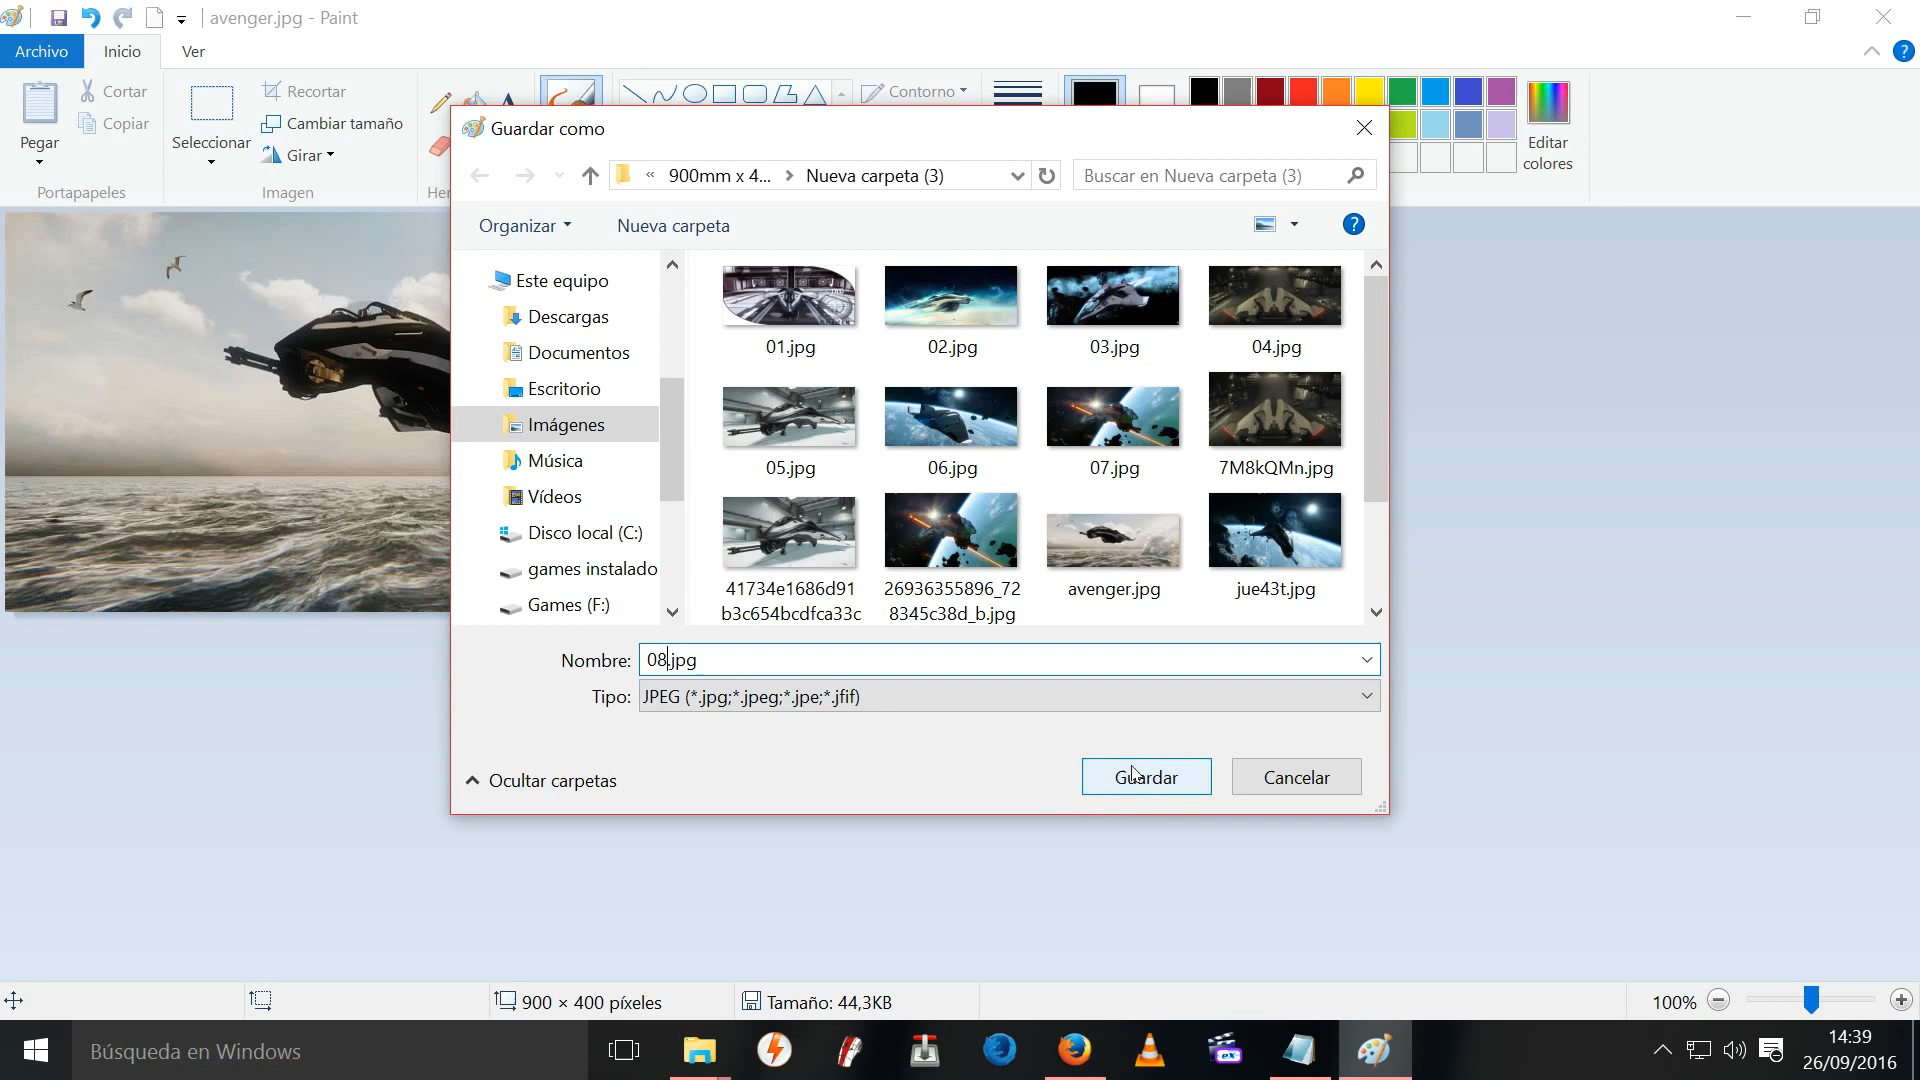 avenger.jpg - Paint
Archivo
Inicio
Ver
Pegar
Cortar
Copiar
Portapapeles
Seleccionar
Recortar
Cambiar tamaño
Girar
Imagen
Her
Contorno
Editar
colores
Guardar como
« 900mm x 4... > Nueva carpeta (3)
Buscar en Nueva carpeta (3)
Organizar
Nueva carpeta
Este equipo
Descargas
Documentos
Escritorio
Imágenes
Música
Vídeos
Disco local (C:)
games instalado
Games (F:)
01.jpg
02.jpg
03.jpg
04.jpg
05.jpg
06.jpg
07.jpg
7M8kQMn.jpg
41734e1686d91
b3c654bcdfca33c
26936355896_72
8345c38d_b.jpg
avenger.jpg
jue43t.jpg
Nombre: 08.jpg
Tipo: JPEG (*.jpg;*.jpeg;*.jpe;*.jfif)
Ocultar carpetas
Guardar
Cancelar
900 × 400 píxeles
Tamaño: 44,3KB
100%
Búsqueda en Windows
14:39
26/09/2016